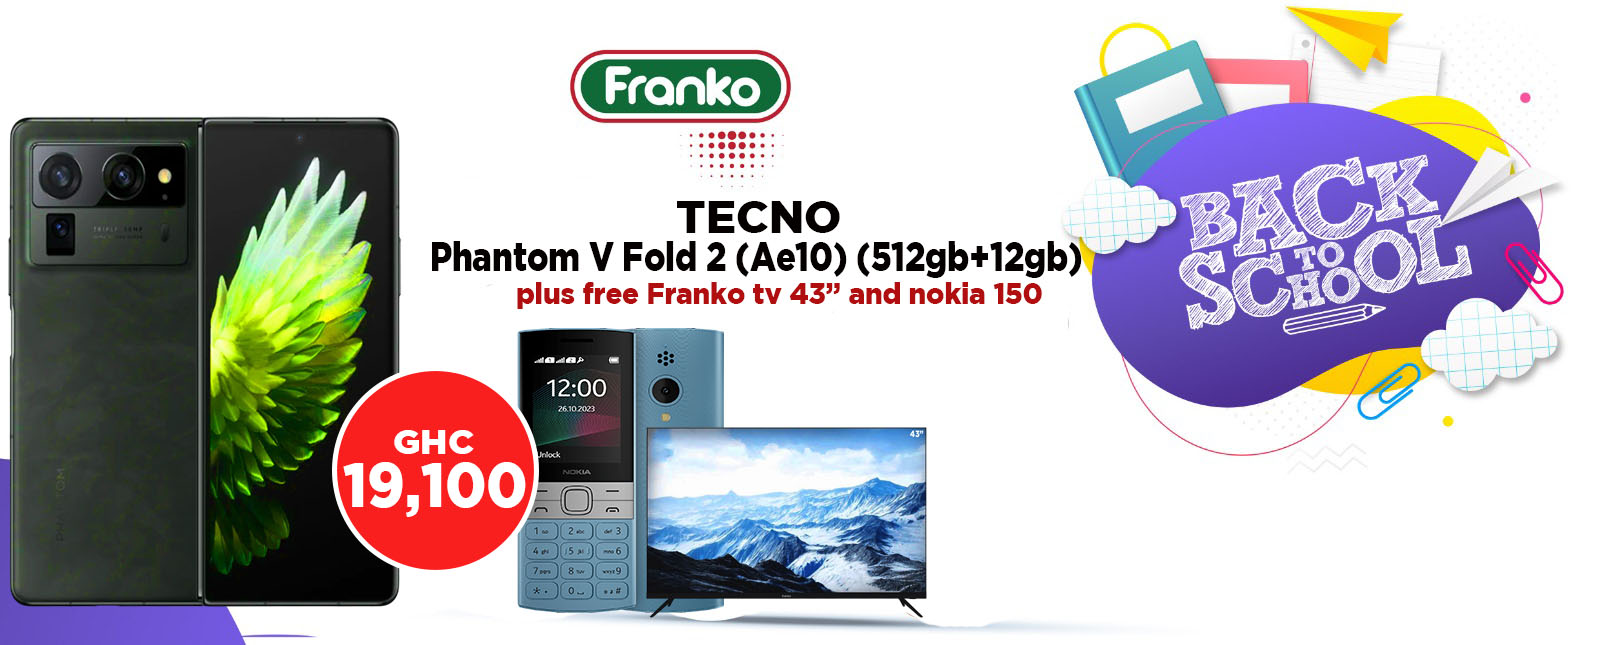 Franko
TECNO
Phantom V Fold 2 (Ae10) (512gb+12gb)
plus free Franko tv 43” and nokia 150
GHC
19,100
BACK
TO
SCHOOL
12:00
26.10.2023
Unlock
NOKIA
43”
PHANTOM